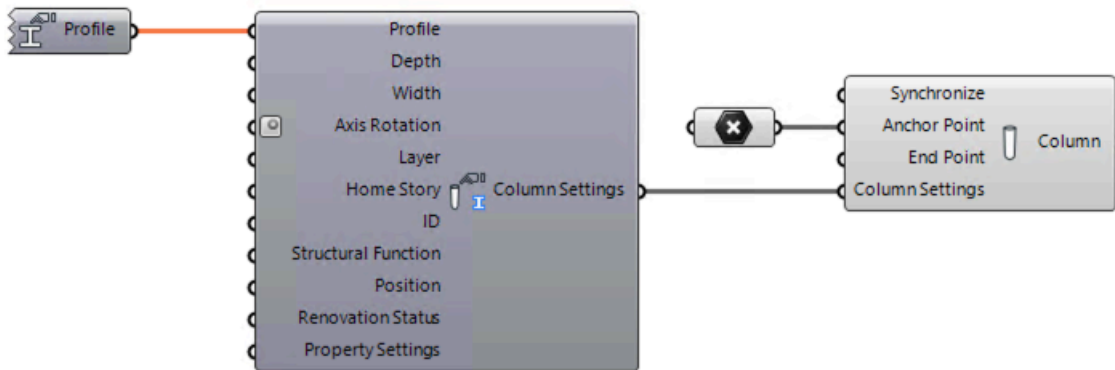 Profile
Profile
Depth
Width
Axis Rotation
Layer
Home Story
ID
Structural Function
Position
Renovation Status
Property Settings
Column Settings
Synchronize
Anchor Point
End Point
Column Settings
Column